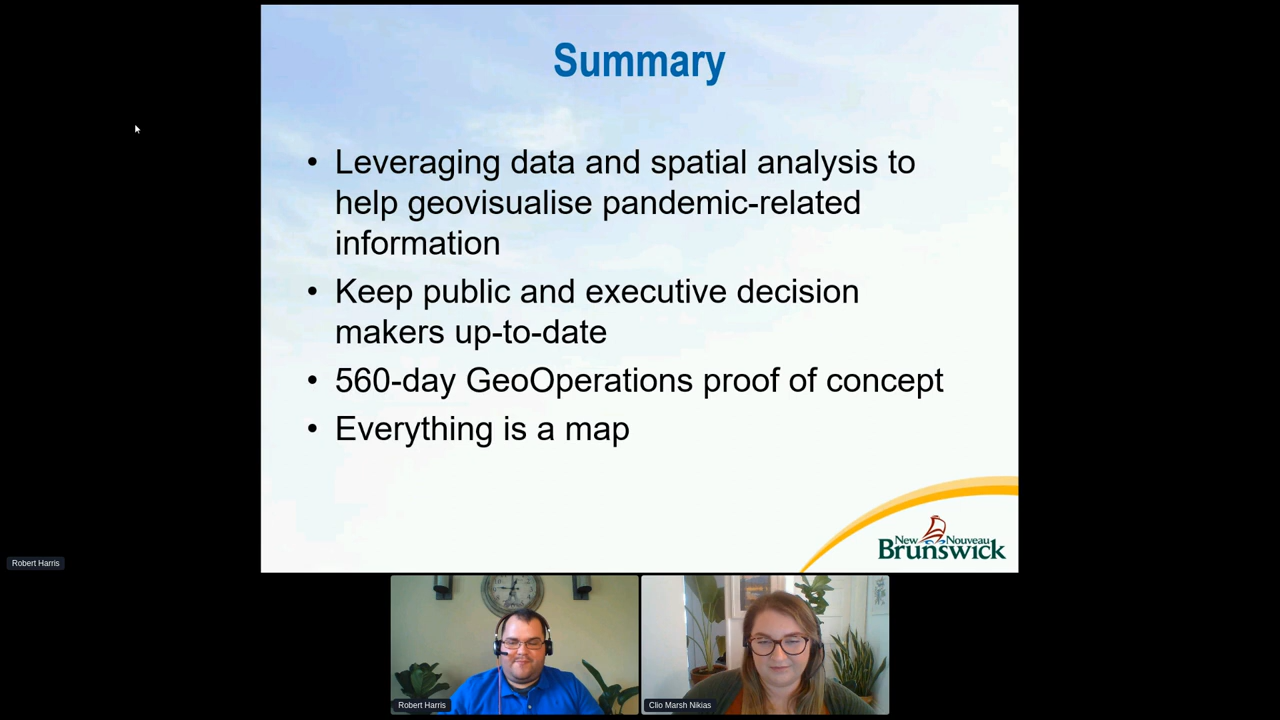 Summary
• Leveraging data and spatial analysis to
help geovisualise pandemic-related
information
• Keep public and executive decision
makers up-to-date
• 560-day GeoOperations proof of concept
• Everything is a map
New Nouveau
Brunswick
Robert Harris
Robert Harris
Clio Marsh Nikias